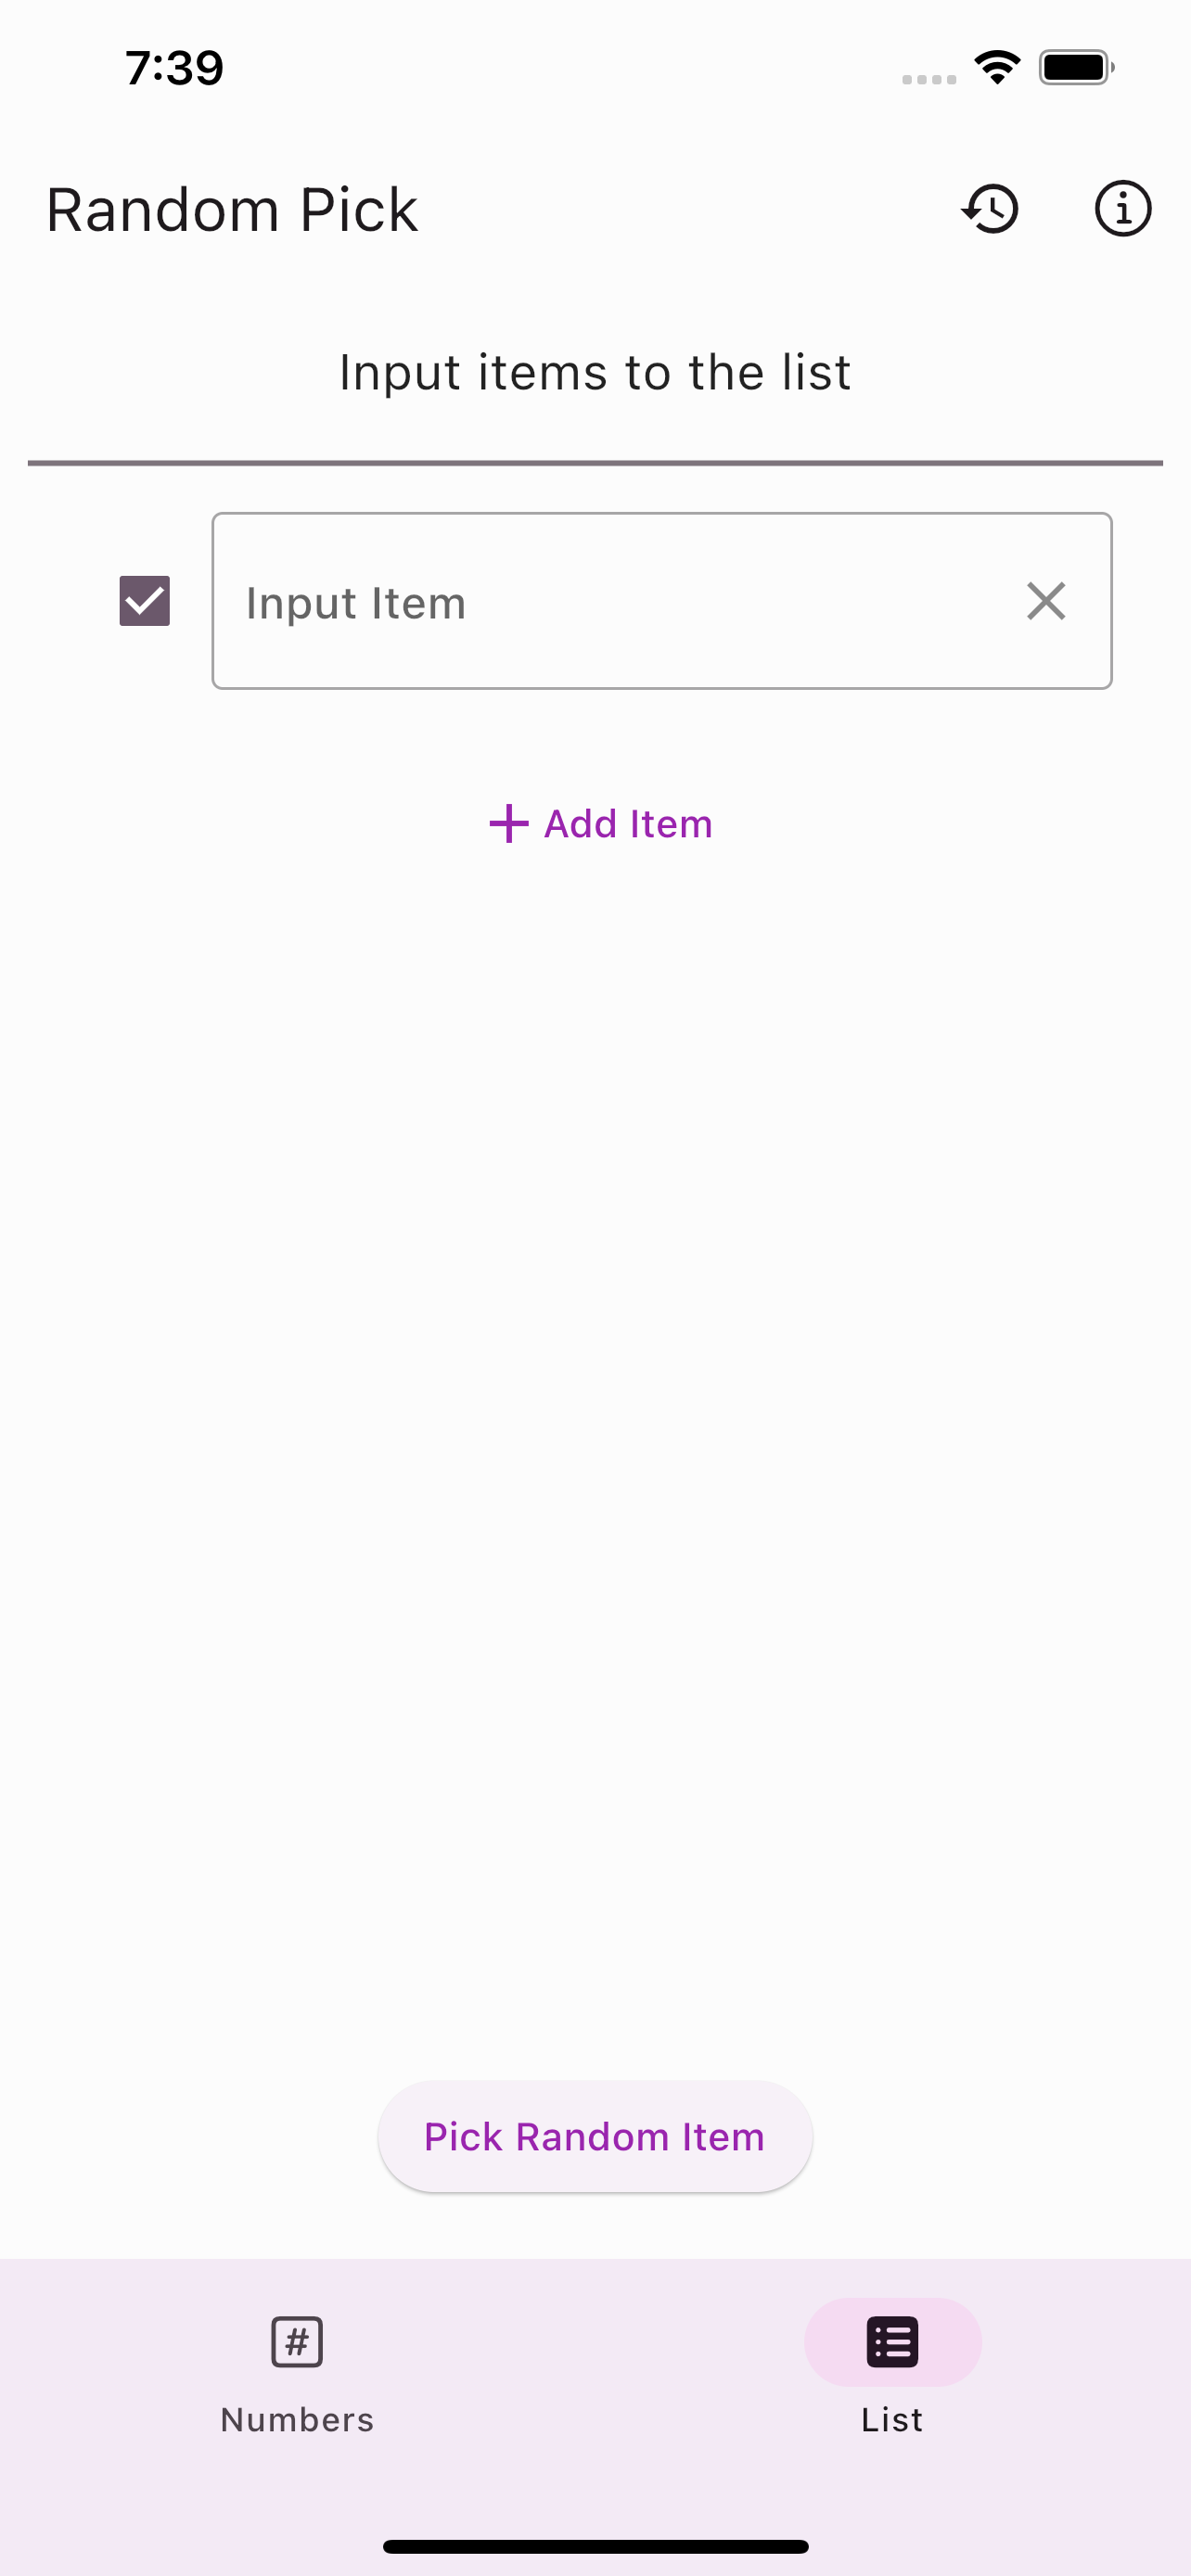 7:39
Random Pick
Input items to the list
Input Item
Add Item
Pick Random Item
#
Numbers
List